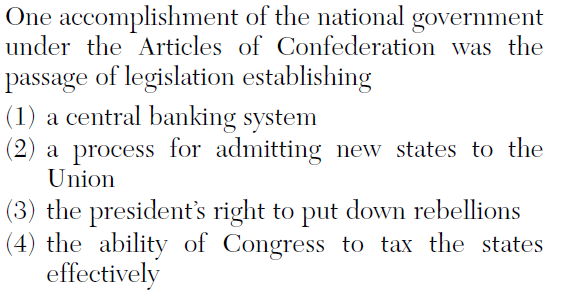 One accomplishment of the national government
under the Articles of Confederation was the
passage of legislation establishing
(1) a central banking system
(2) a process for admitting new states to the
Union
(3) the president's right to put down rebellions
(4) the ability of Congress to tax the states
effectively